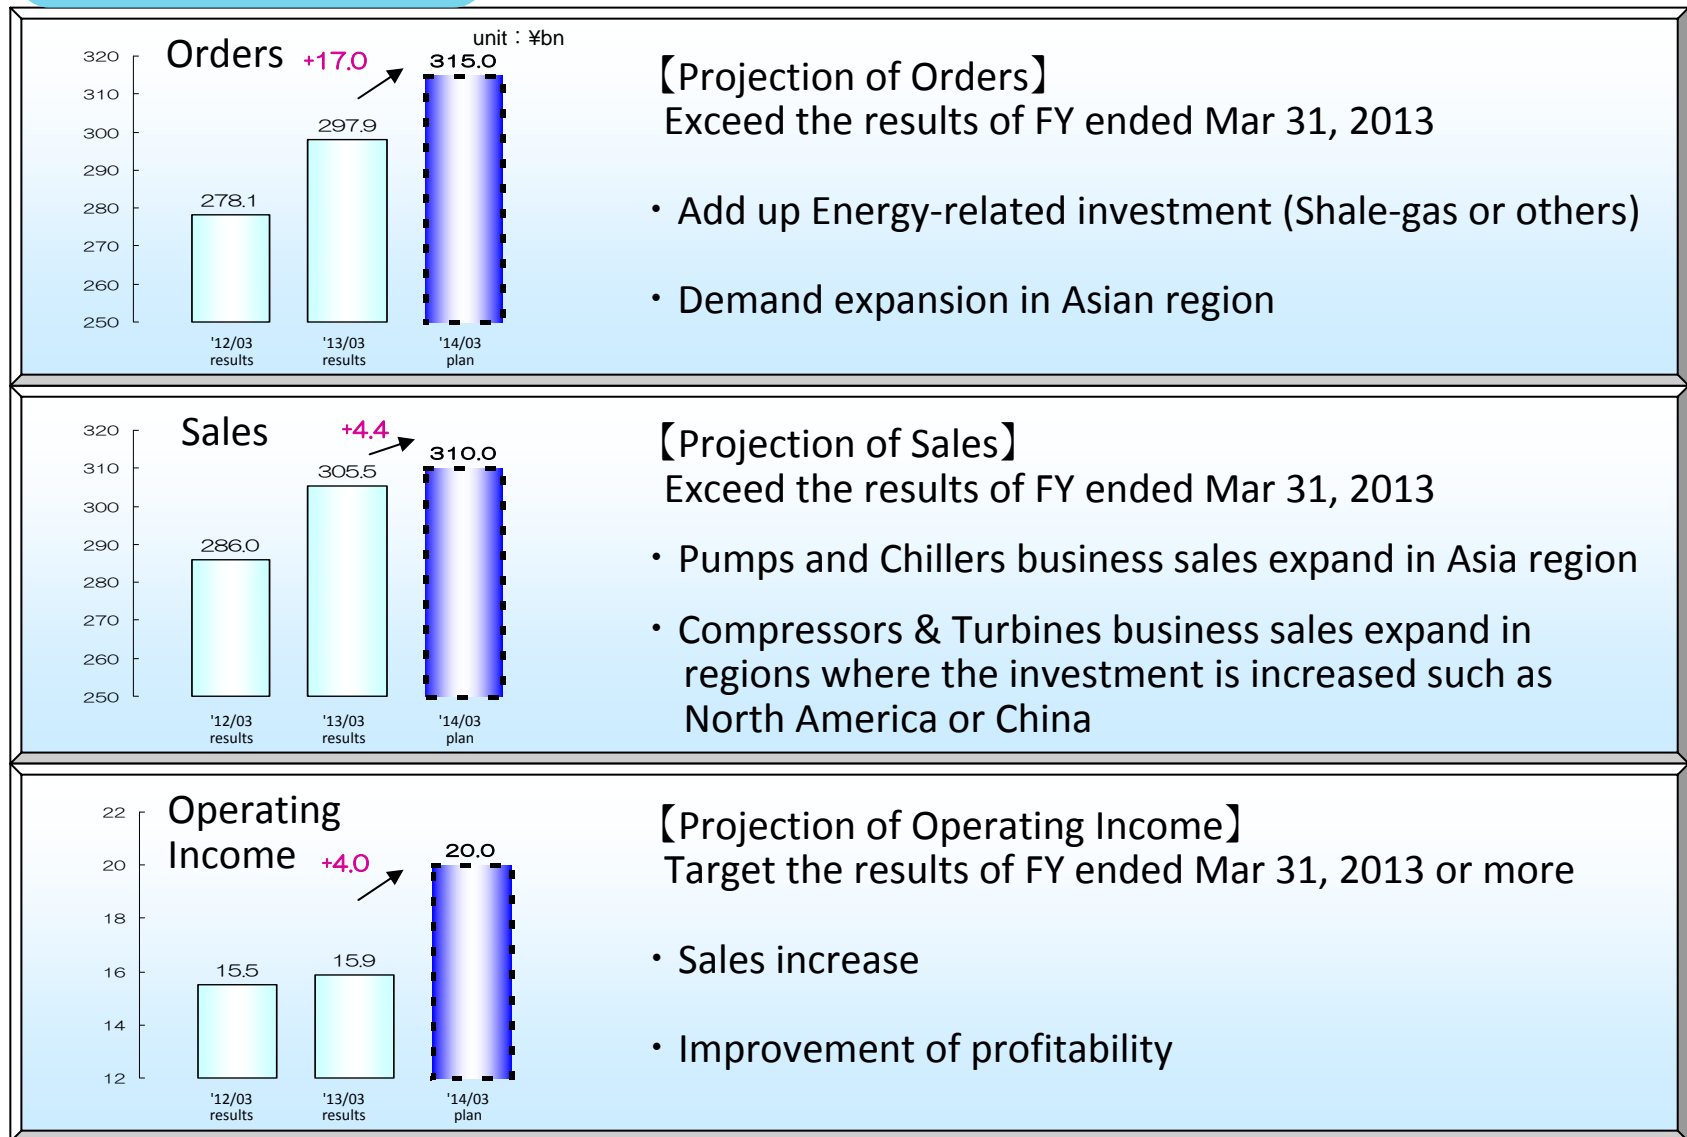 Orders
unit：¥bn
+17.0
315.0
320
310
300
290
280
270
260
250
297.9
278.1
'12/03
results
'13/03
results
'14/03
plan
【Projection of Orders】
Exceed the results of FY ended Mar 31, 2013
・Add up Energy-related investment (Shale-gas or others)
・Demand expansion in Asian region
Sales
+4.4
310.0
320
310
300
290
280
270
260
250
305.5
286.0
'12/03
results
'13/03
results
'14/03
plan
【Projection of Sales】
Exceed the results of FY ended Mar 31, 2013
・Pumps and Chillers business sales expand in Asia region
・Compressors & Turbines business sales expand in
regions where the investment is increased such as
North America or China
Operating
Income
+4.0
20.0
22
20
18
16
14
12
15.5
15.9
'12/03
results
'13/03
results
'14/03
plan
【Projection of Operating Income】
Target the results of FY ended Mar 31, 2013 or more
・Sales increase
・Improvement of profitability